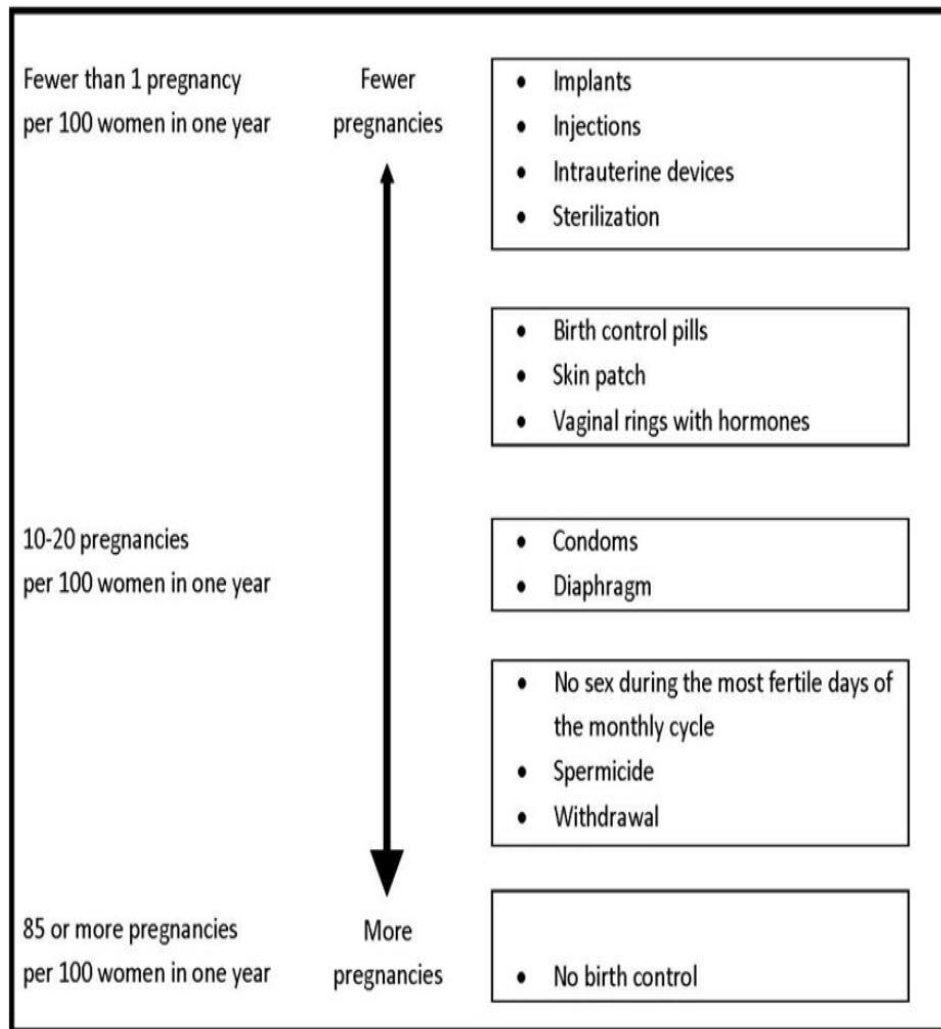 Fewer than 1 pregnancy
per 100 women in one year
Fewer
pregnancies
• Implants
• Injections
• Intrauterine devices
• Sterilization
• Birth control pills
• Skin patch
• Vaginal rings with hormones
10-20 pregnancies
per 100 women in one year
• Condoms
• Diaphragm
• No sex during the most fertile days of
the monthly cycle
• Spermicide
• Withdrawal
85 or more pregnancies
per 100 women in one year
More
pregnancies
• No birth control